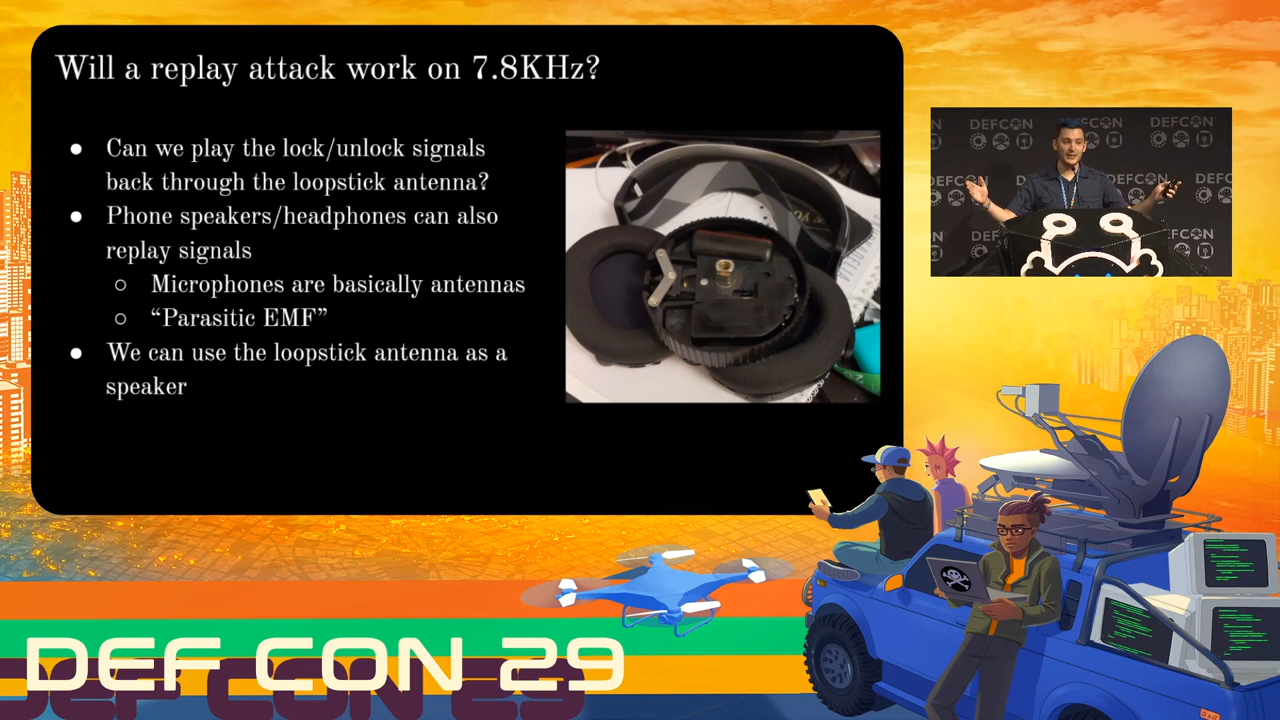 Will a replay attack work on 7.8KHz?
● Can we play the lock/unlock signals
back through the loopstick antenna?
● Phone speakers/headphones can also
replay signals
○ Microphones are basically antennas
○ “Parasitic EMF”
● We can use the loopstick antenna as a
speaker
DEFCON
DEFCON
DEF CON 29